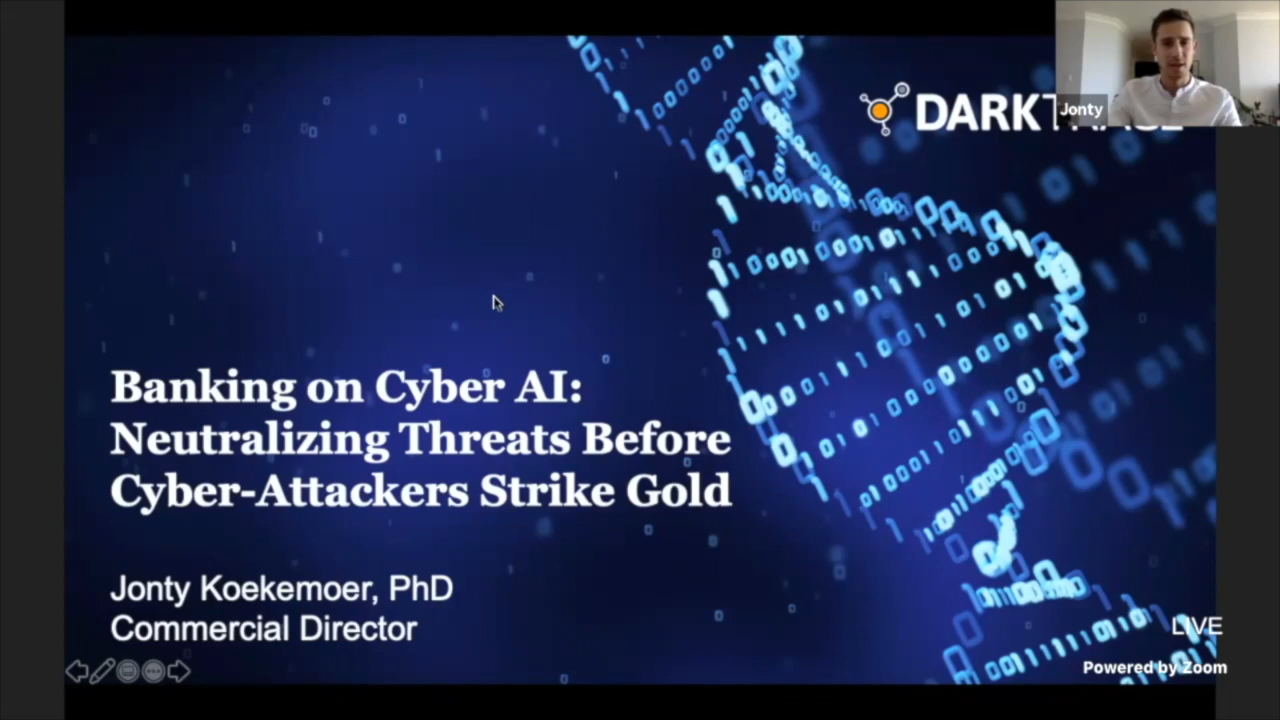 DARKTRACE
Jonty
Banking on Cyber AI:
Neutralizing Threats Before
Cyber-Attackers Strike Gold
Jonty Koekemoer, PhD
Commercial Director
LIVE
Powered by Zoom